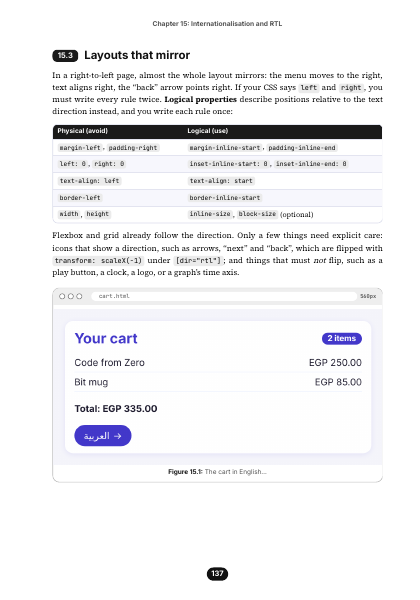 Chapter 15: Internationalisation and RTL
15.3 Layouts that mirror
In a right-to-left page, almost the whole layout mirrors: the menu moves to the right,
text aligns right, the “back” arrow points right. If your CSS says left and right, you
must write every rule twice. Logical properties describe positions relative to the text
direction instead, and you write each rule once:
Physical (avoid) Logical (use)
margin-left, padding-right margin-inline-start, padding-inline-end
left: 0, right: 0 inset-inline-start: 0, inset-inline-end: 0
text-align: left text-align: start
border-left border-inline-start
width, height inline-size, block-size (optional)
Flexbox and grid already follow the direction. Only a few things need explicit care:
icons that show a direction, such as arrows, “next” and “back”, which are flipped with
transform: scaleX(-1) under [dir="rtl"]; and things that must not flip, such as a
play button, a clock, a logo, or a graph’s time axis.
cart.html 560px
Your cart 2 items
Code from Zero EGP 250.00
Bit mug EGP 85.00
Total: EGP 335.00
العربية →
Figure 15.1: The cart in English...
137